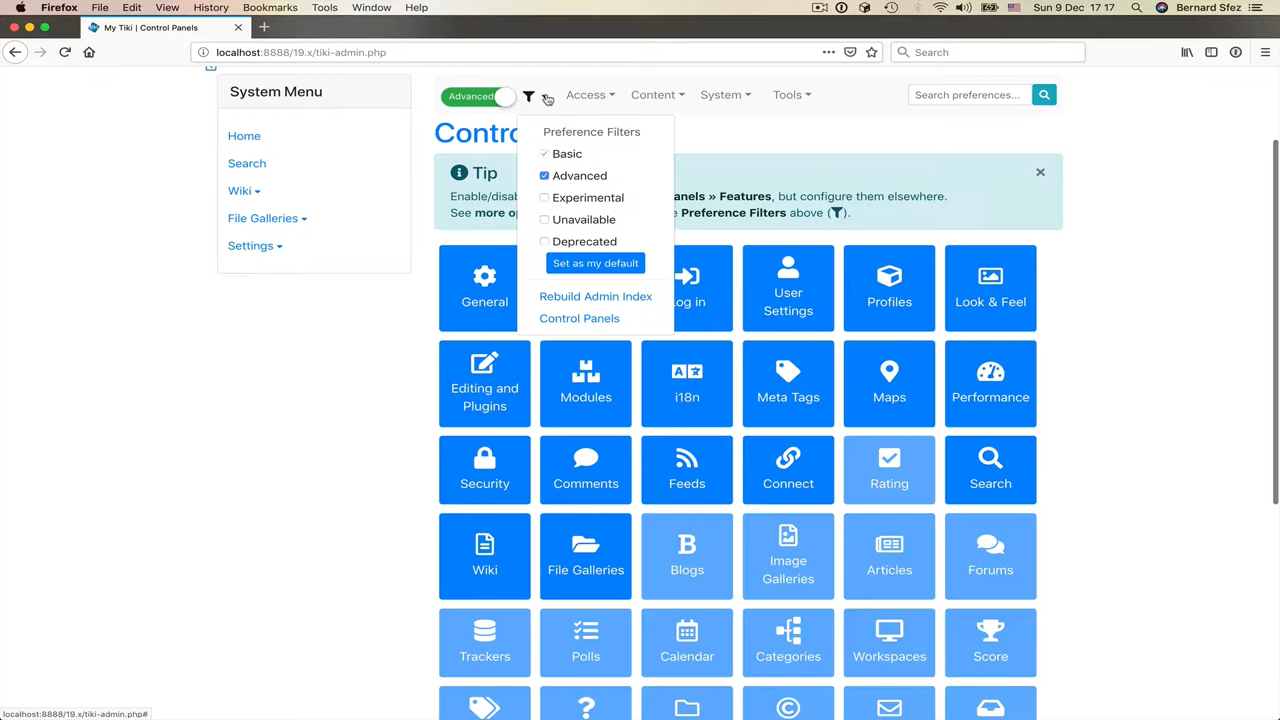 Firefox File Edit View History Bookmarks Tools Window Help
Sun 9 Dec 17 17 Bernard Sfez
My Tiki | Control Panels
localhost:8888/19.x/tiki-admin.php
Search
System Menu
Home
Search
Wiki
File Galleries
Settings
Advanced
Access Content System Tools
Search preferences...
Contro
Preference Filters
Basic
Advanced
Experimental
Unavailable
Deprecated
Set as my default
Rebuild Admin Index
Control Panels
Tip
Enable/disab anels » Features, but configure them elsewhere.
See more op e Preference Filters above ( ).
General
og in
User Settings
Profiles
Look & Feel
Editing and Plugins
Modules
i18n
Meta Tags
Maps
Performance
Security
Comments
Feeds
Connect
Rating
Search
Wiki
File Galleries
Blogs
Image Galleries
Articles
Forums
Trackers
Polls
Calendar
Categories
Workspaces
Score
localhost:8888/19.x/tiki-admin.php#